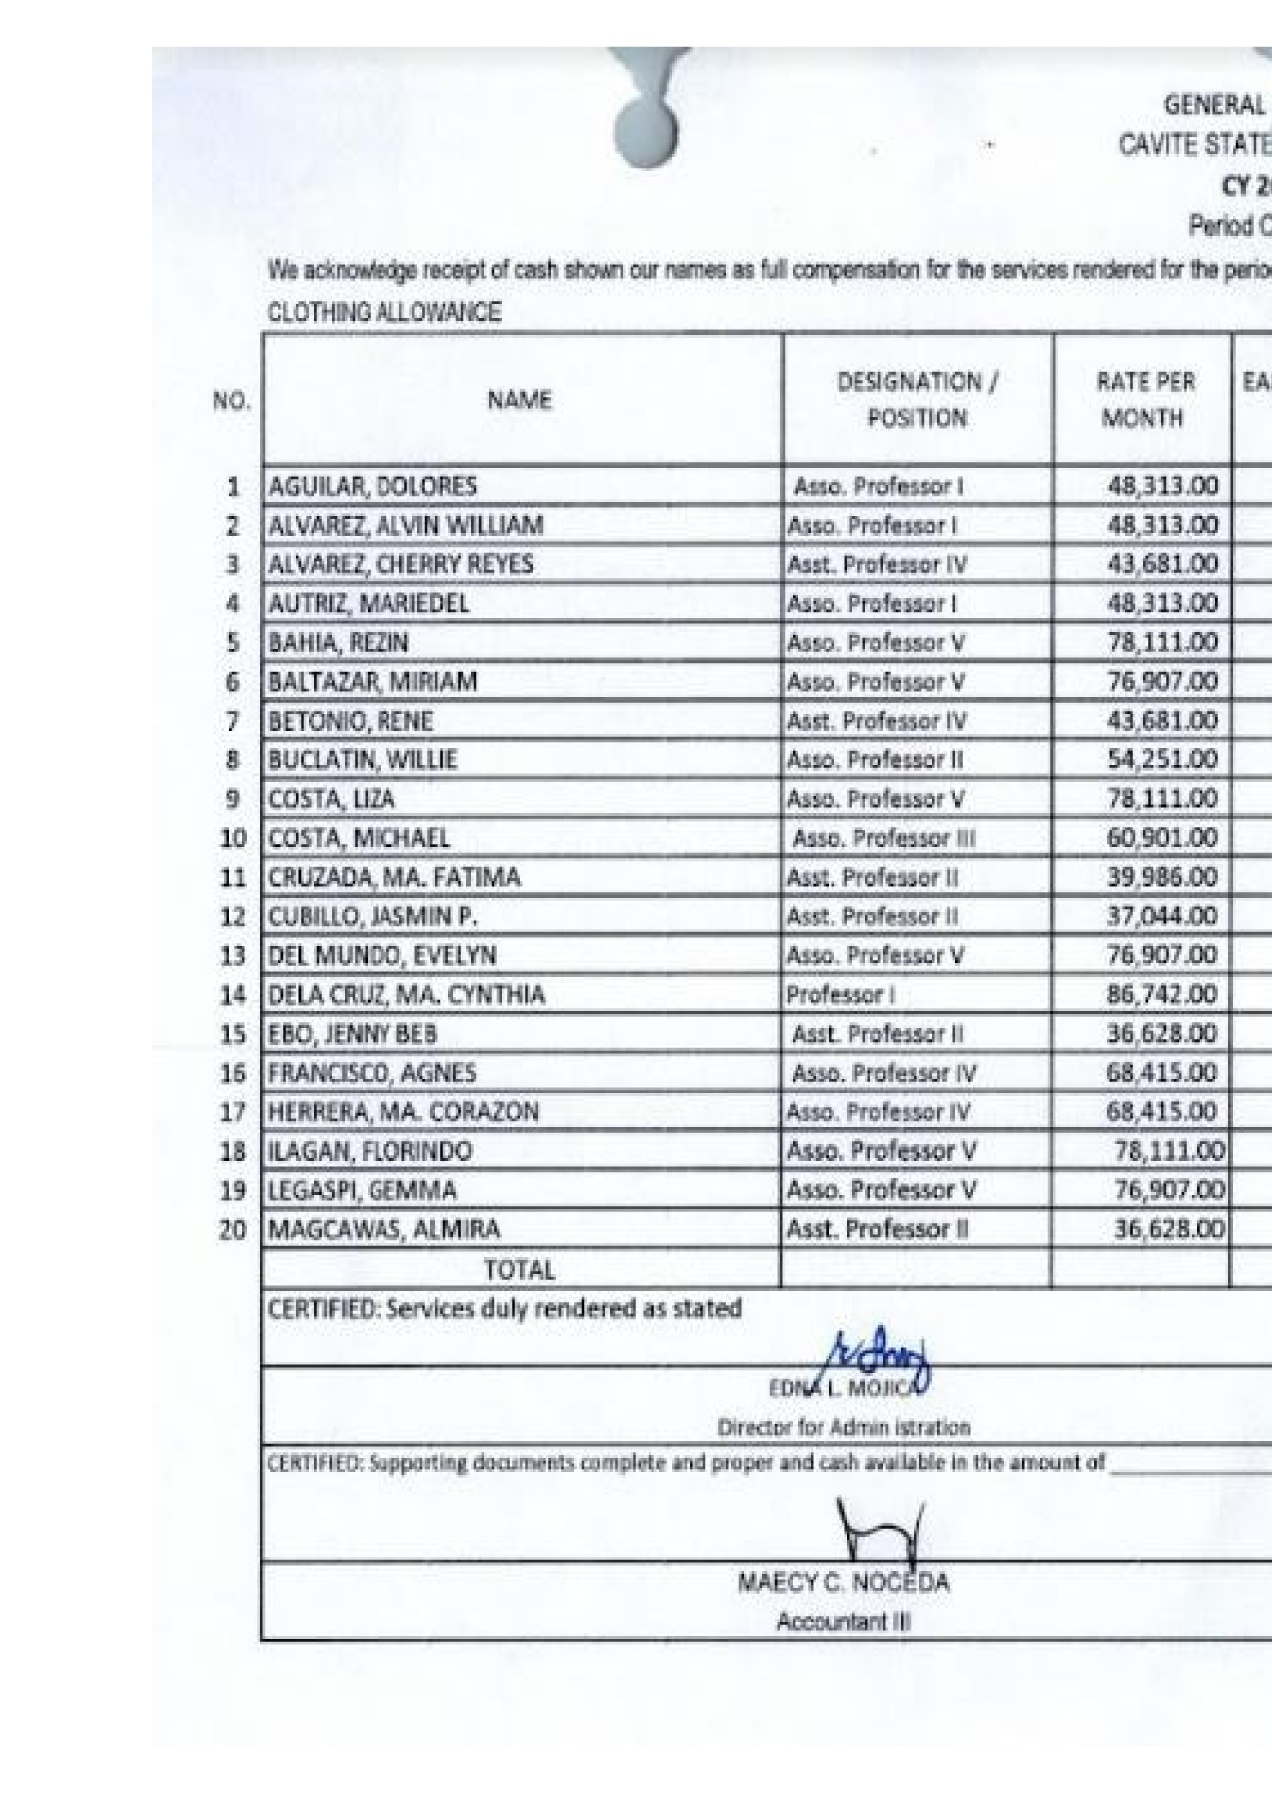 GENERAL
CAVITE STATE
CY 2
Period C
We acknowledge receipt of cash shown our names as full compensation for the services rendered for the perio
CLOTHING ALLOWANCE
NO. NAME DESIGNATION / POSITION RATE PER MONTH EA
1 AGUILAR, DOLORES Asso. Professor I 48,313.00
2 ALVAREZ, ALVIN WILLIAM Asso. Professor I 48,313.00
3 ALVAREZ, CHERRY REYES Asst. Professor IV 43,681.00
4 AUTRIZ, MARIEDEL Asso. Professor I 48,313.00
5 BAHIA, REZIN Asso. Professor V 78,111.00
6 BALTAZAR, MIRIAM Asso. Professor V 76,907.00
7 BETONIO, RENE Asst. Professor IV 43,681.00
8 BUCLATIN, WILLIE Asso. Professor II 54,251.00
9 COSTA, LIZA Asso. Professor V 78,111.00
10 COSTA, MICHAEL Asso. Professor III 60,901.00
11 CRUZADA, MA. FATIMA Asst. Professor II 39,986.00
12 CUBILLO, JASMIN P. Asst. Professor II 37,044.00
13 DEL MUNDO, EVELYN Asso. Professor V 76,907.00
14 DELA CRUZ, MA. CYNTHIA Professor I 86,742.00
15 EBO, JENNY BEB Asst. Professor II 36,628.00
16 FRANCISCO, AGNES Asso. Professor IV 68,415.00
17 HERRERA, MA. CORAZON Asso. Professor IV 68,415.00
18 ILAGAN, FLORINDO Asso. Professor V 78,111.00
19 LEGASPI, GEMMA Asso. Professor V 76,907.00
20 MAGCAWAS, ALMIRA Asst. Professor II 36,628.00
TOTAL
CERTIFIED: Services duly rendered as stated
EDNA L. MOJICA
Director for Admin istration
CERTIFIED: Supporting documents complete and proper and cash available in the amount of
MAECY C. NOCEDA
Accountant III